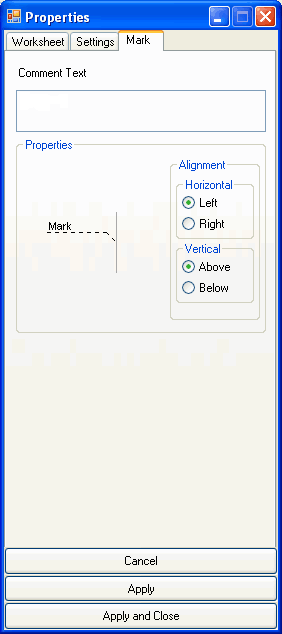 Properties
Worksheet Settings Mark
Comment Text
Properties
Alignment
Horizontal
Left
Mark
Right
Vertical
Above
Below
Cancel
Apply
Apply and Close